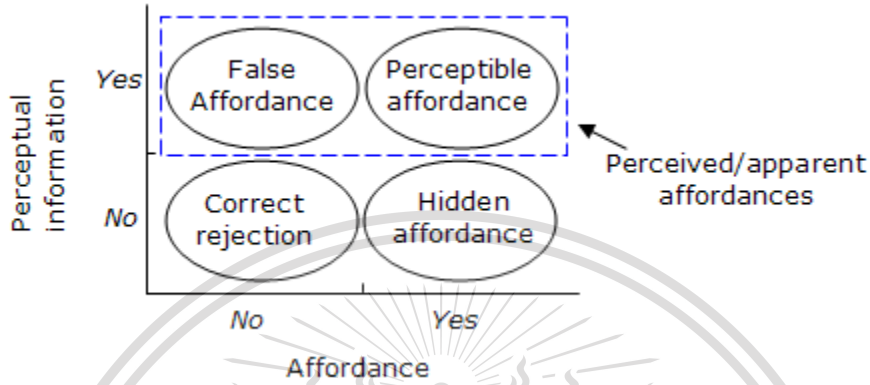 Perceptual
information
Yes
False
Affordance
Perceptible
affordance
Perceived/apparent
affordances
No
Correct
rejection
Hidden
affordance
No
Yes
Affordance